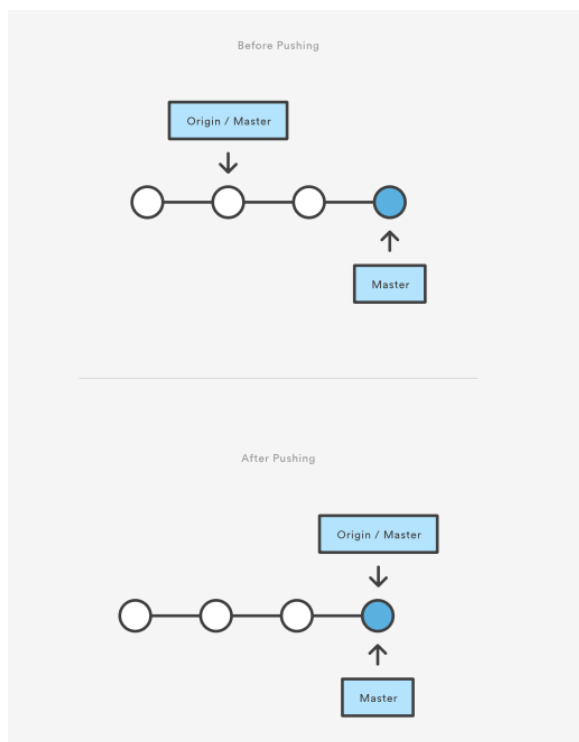 Before Pushing
Origin / Master
Master
After Pushing
Origin / Master
Master